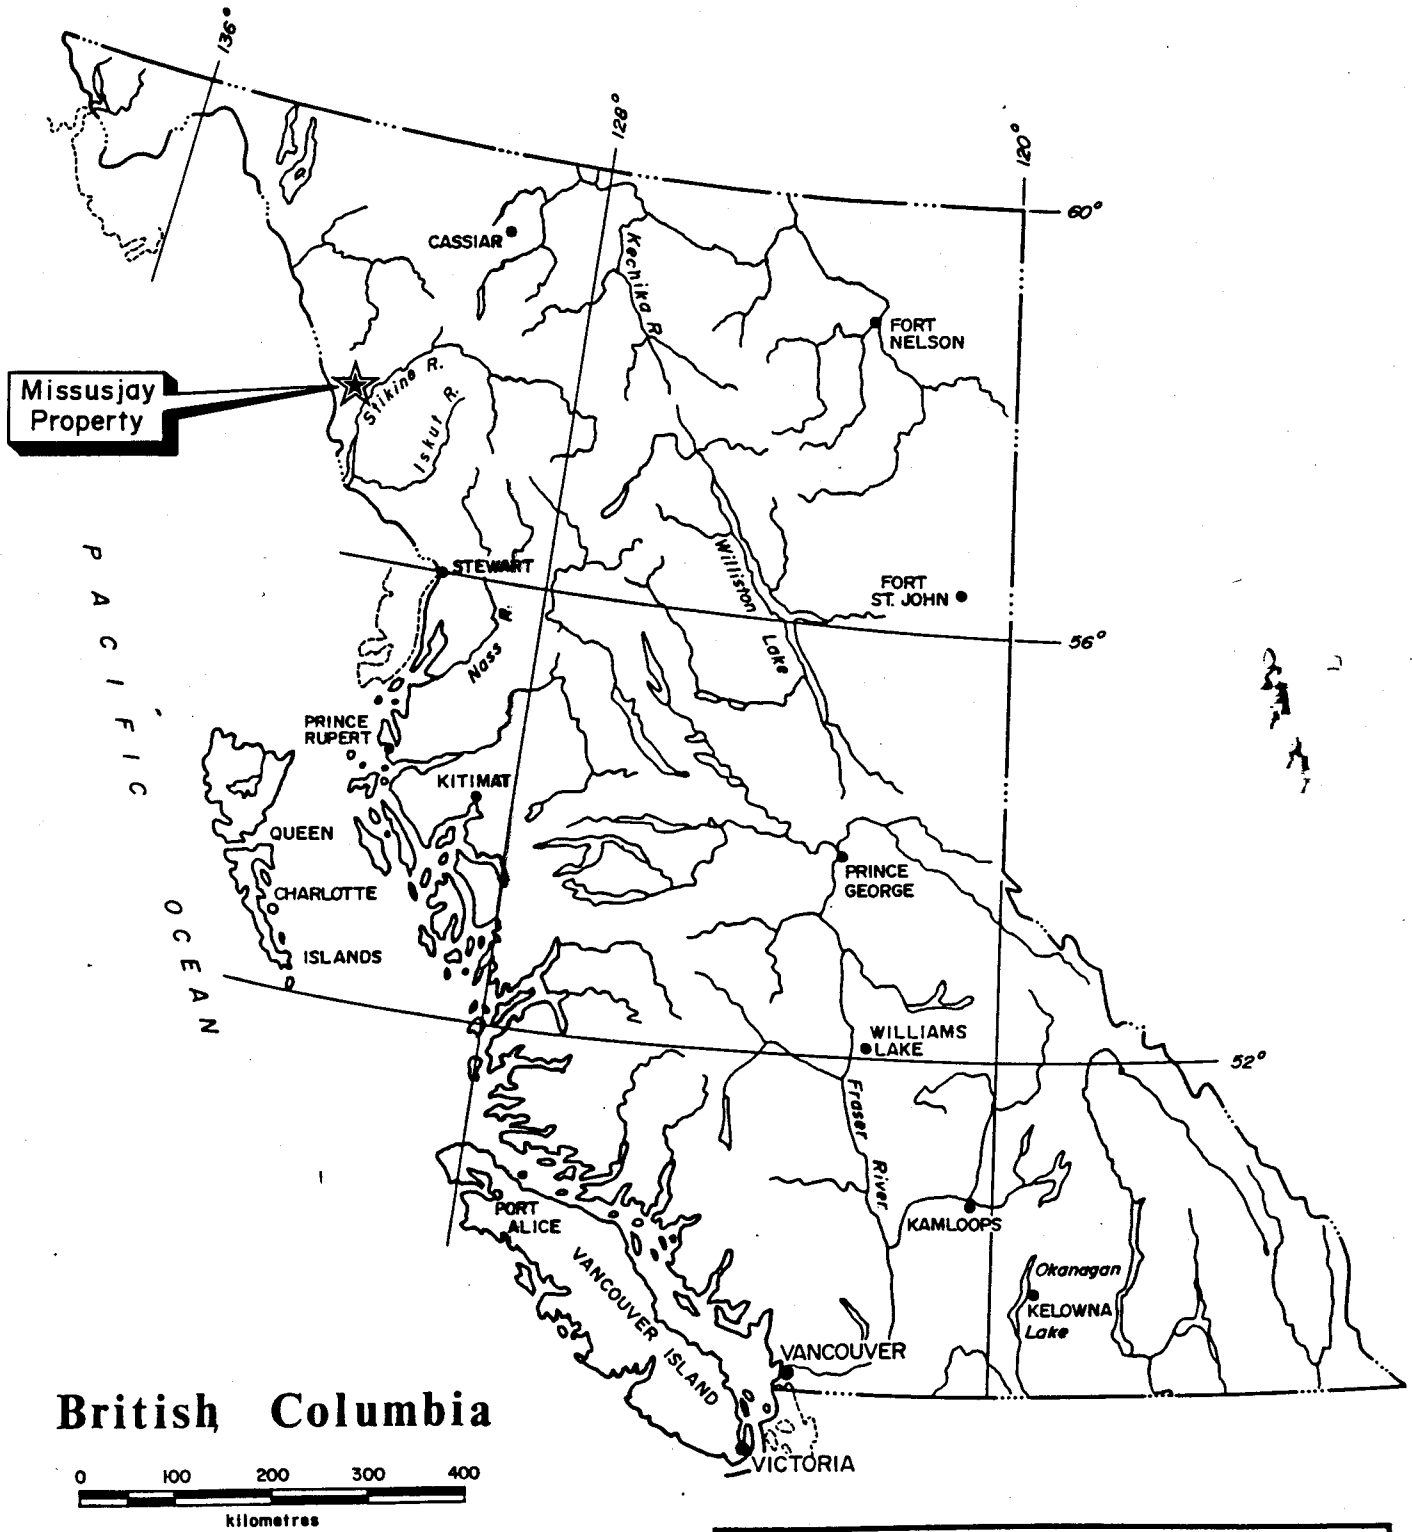 136°
128°
120°
60°
CASSIAR
Kechika R.
FORT
NELSON
Missusjay
Property
Stikine R.
Iskut R.
PACIFIC
OCEAN
STEWART
Williston
Lake
FORT
ST. JOHN
56°
Nass R.
PRINCE
RUPERT
KITIMAT
QUEEN
CHARLOTTE
ISLANDS
PRINCE
GEORGE
WILLIAMS
LAKE
52°
Fraser
River
PORT
ALICE
KAMLOOPS
VANCOUVER ISLAND
Okanagan
KELOWNA
Lake
VANCOUVER
VICTORIA
British Columbia
0 100 200 300 400
kilometres